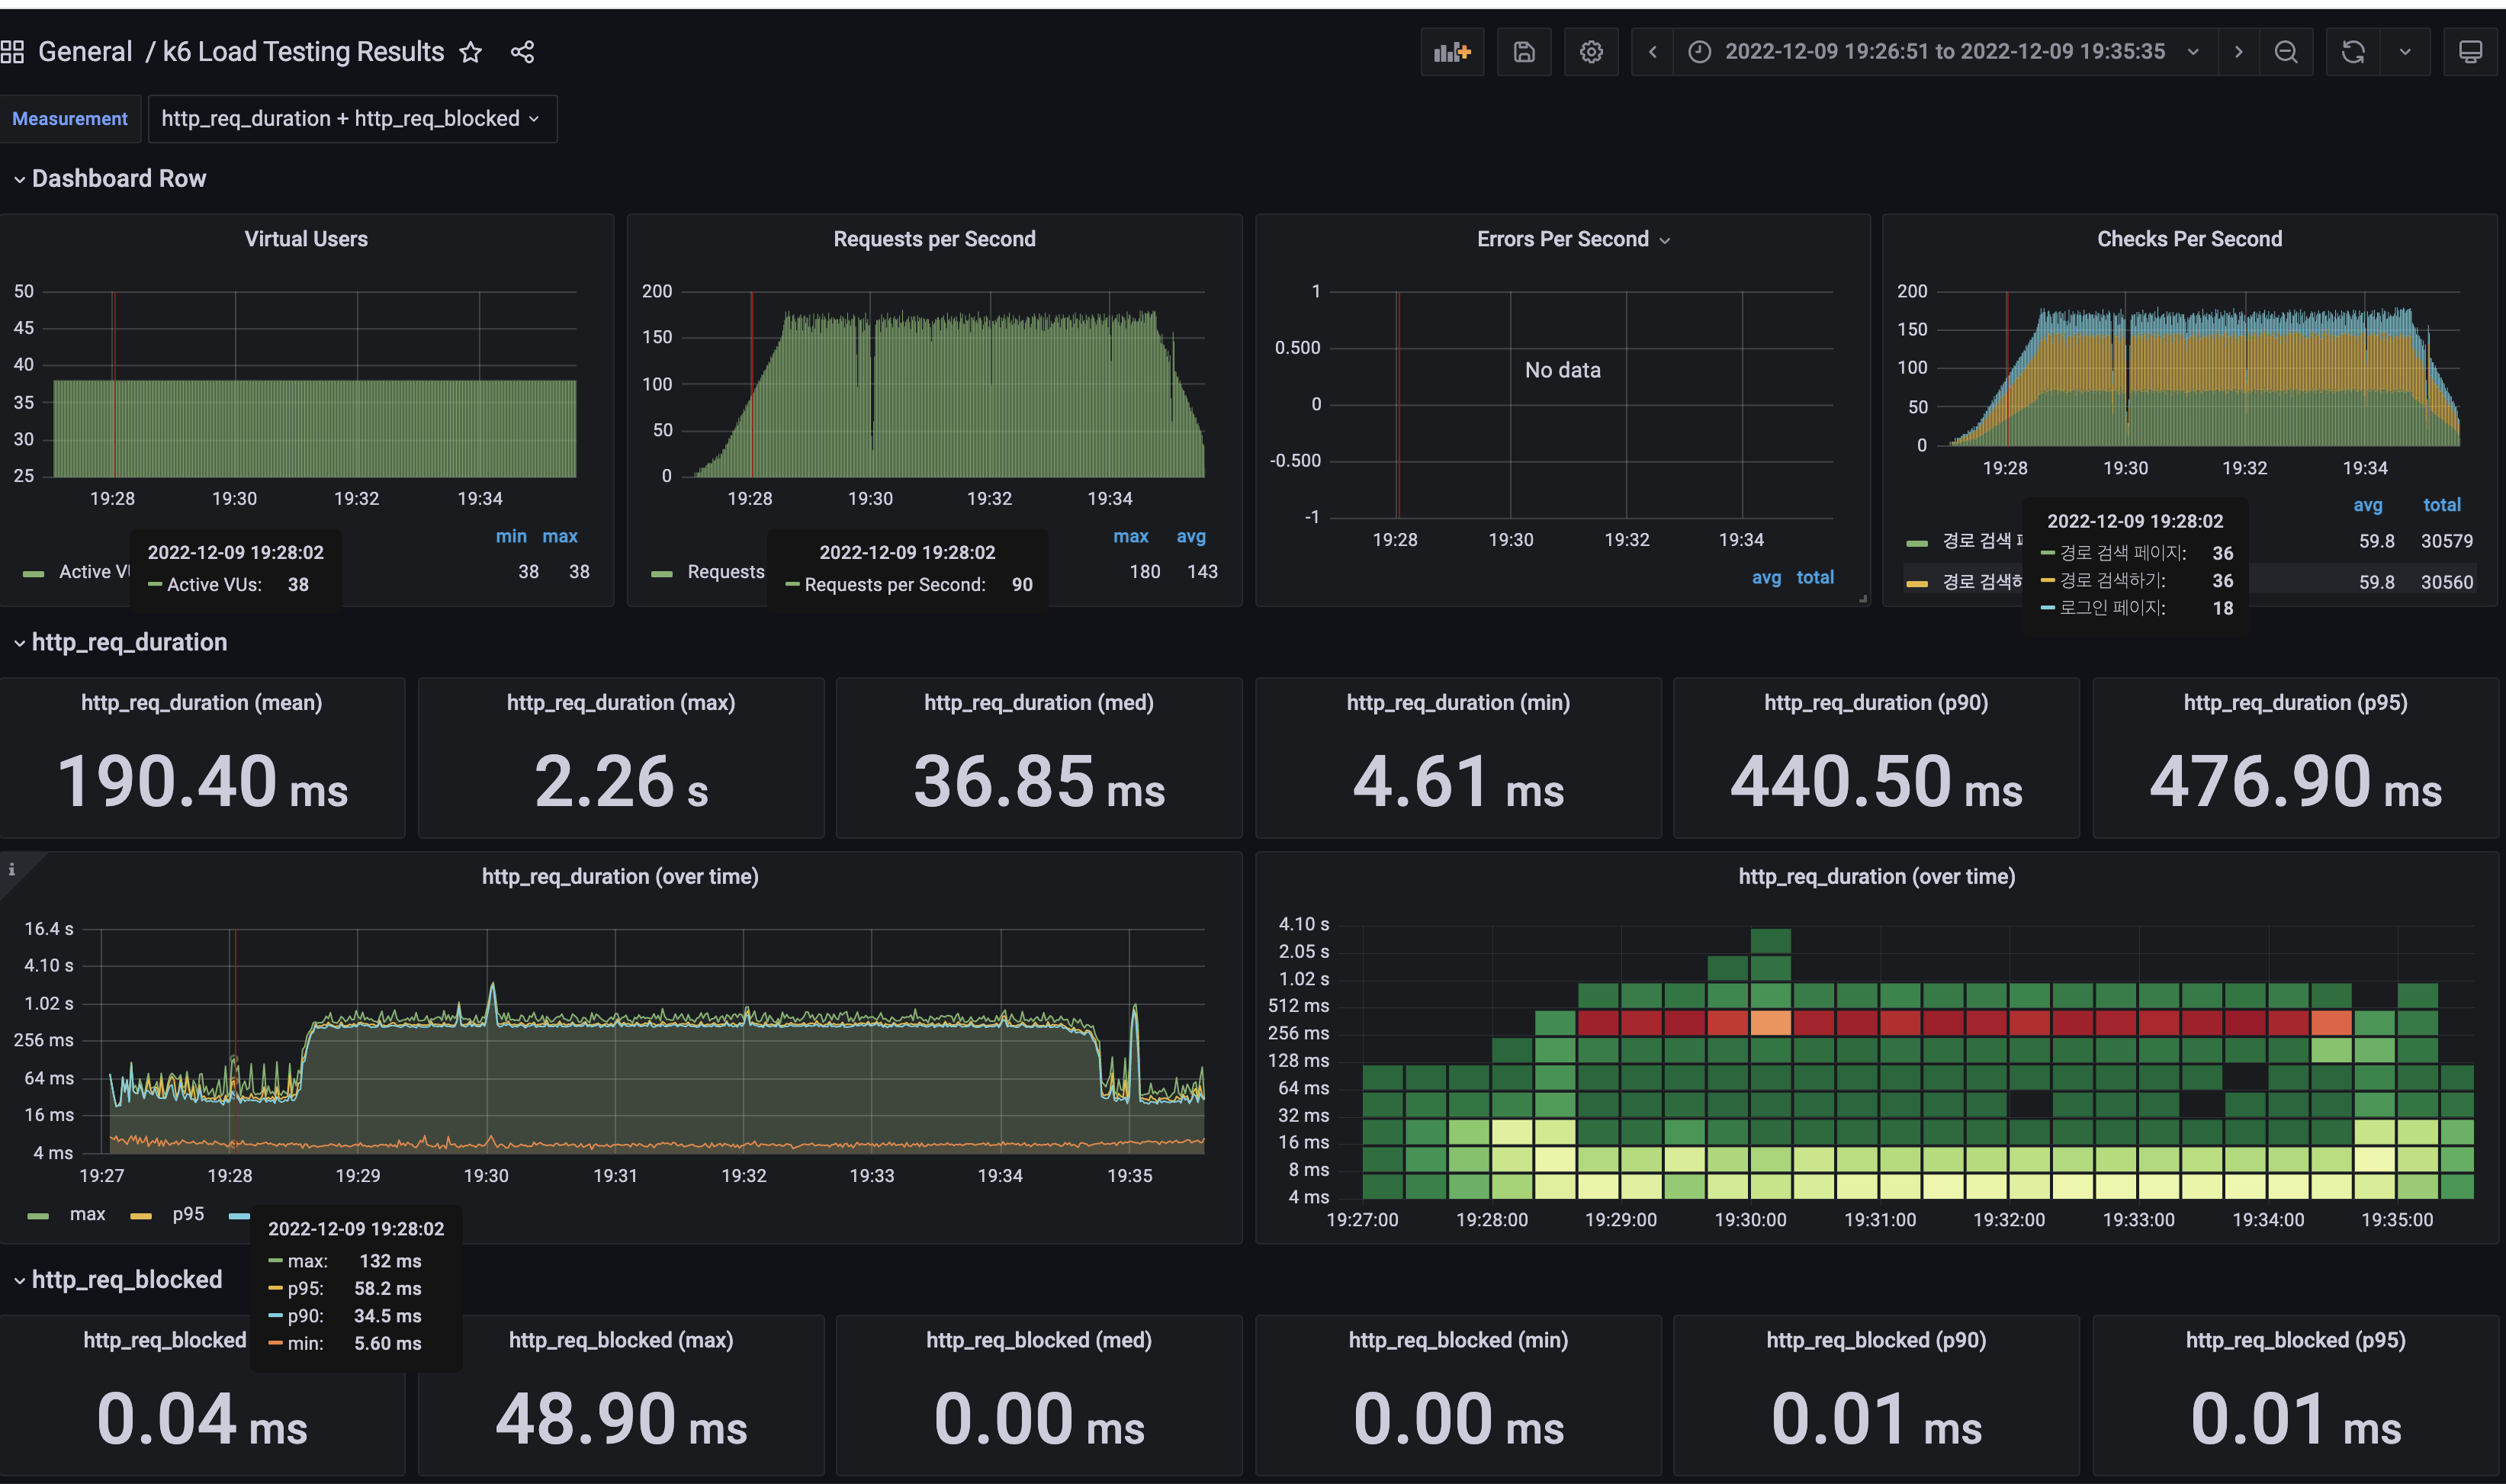 General / k6 Load Testing Results
2022-12-09 19:26:51 to 2022-12-09 19:35:35
Measurement
http_req_duration + http_req_blocked
Dashboard Row
Virtual Users
50
45
40
35
30
25
19:28 19:30 19:32 19:34
min max
Active
38 38
2022-12-09 19:28:02
Active VUs: 38
Requests per Second
200
150
100
50
0
19:28 19:30 19:32 19:34
max avg
Requests
180 143
2022-12-09 19:28:02
Requests per Second: 90
Errors Per Second
1
0.500
0
-0.500
-1
No data
19:28 19:30 19:32 19:34
avg total
Checks Per Second
200
150
100
50
0
19:28 19:30 19:32 19:34
avg total
경로 검색
59.8 30579
경로
59.8 30560
2022-12-09 19:28:02
경로 검색 페이지: 36
경로 검색하기: 36
로그인 페이지: 18
http_req_duration
http_req_duration (mean)
190.40 ms
http_req_duration (max)
2.26 s
http_req_duration (med)
36.85 ms
http_req_duration (min)
4.61 ms
http_req_duration (p90)
440.50 ms
http_req_duration (p95)
476.90 ms
i
http_req_duration (over time)
16.4 s
4.10 s
1.02 s
256 ms
64 ms
16 ms
4 ms
19:27 19:28 19:29 19:30 19:31 19:32 19:33 19:34 19:35
max p95
2022-12-09 19:28:02
max: 132 ms
p95: 58.2 ms
p90: 34.5 ms
min: 5.60 ms
http_req_duration (over time)
4.10 s
2.05 s
1.02 s
512 ms
256 ms
128 ms
64 ms
32 ms
16 ms
8 ms
4 ms
19:27:00 19:28:00 19:29:00 19:30:00 19:31:00 19:32:00 19:33:00 19:34:00 19:35:00
http_req_blocked
http_req_blocked
0.04 ms
http_req_blocked (max)
48.90 ms
http_req_blocked (med)
0.00 ms
http_req_blocked (min)
0.00 ms
http_req_blocked (p90)
0.01 ms
http_req_blocked (p95)
0.01 ms